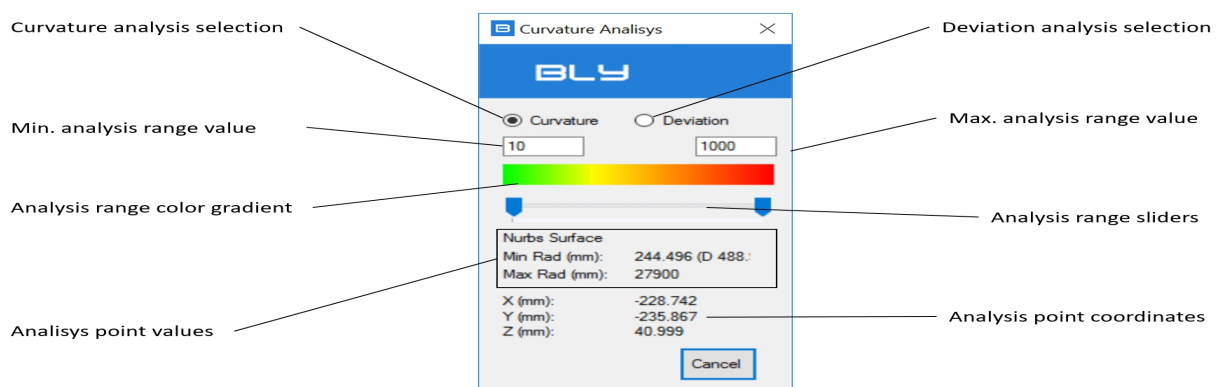 Curvature analysis selection
Min. analysis range value
Analysis range color gradient
Analisys point values
Curvature Analisys
BLY
Curvature Deviation
10 1000
Nurbs Surface
Min Rad (mm): 244.496 (D 488.
Max Rad (mm): 27900
X (mm): -228.742
Y (mm): -235.867
Z (mm): 40.999
Cancel
Deviation analysis selection
Max. analysis range value
Analysis range sliders
Analysis point coordinates